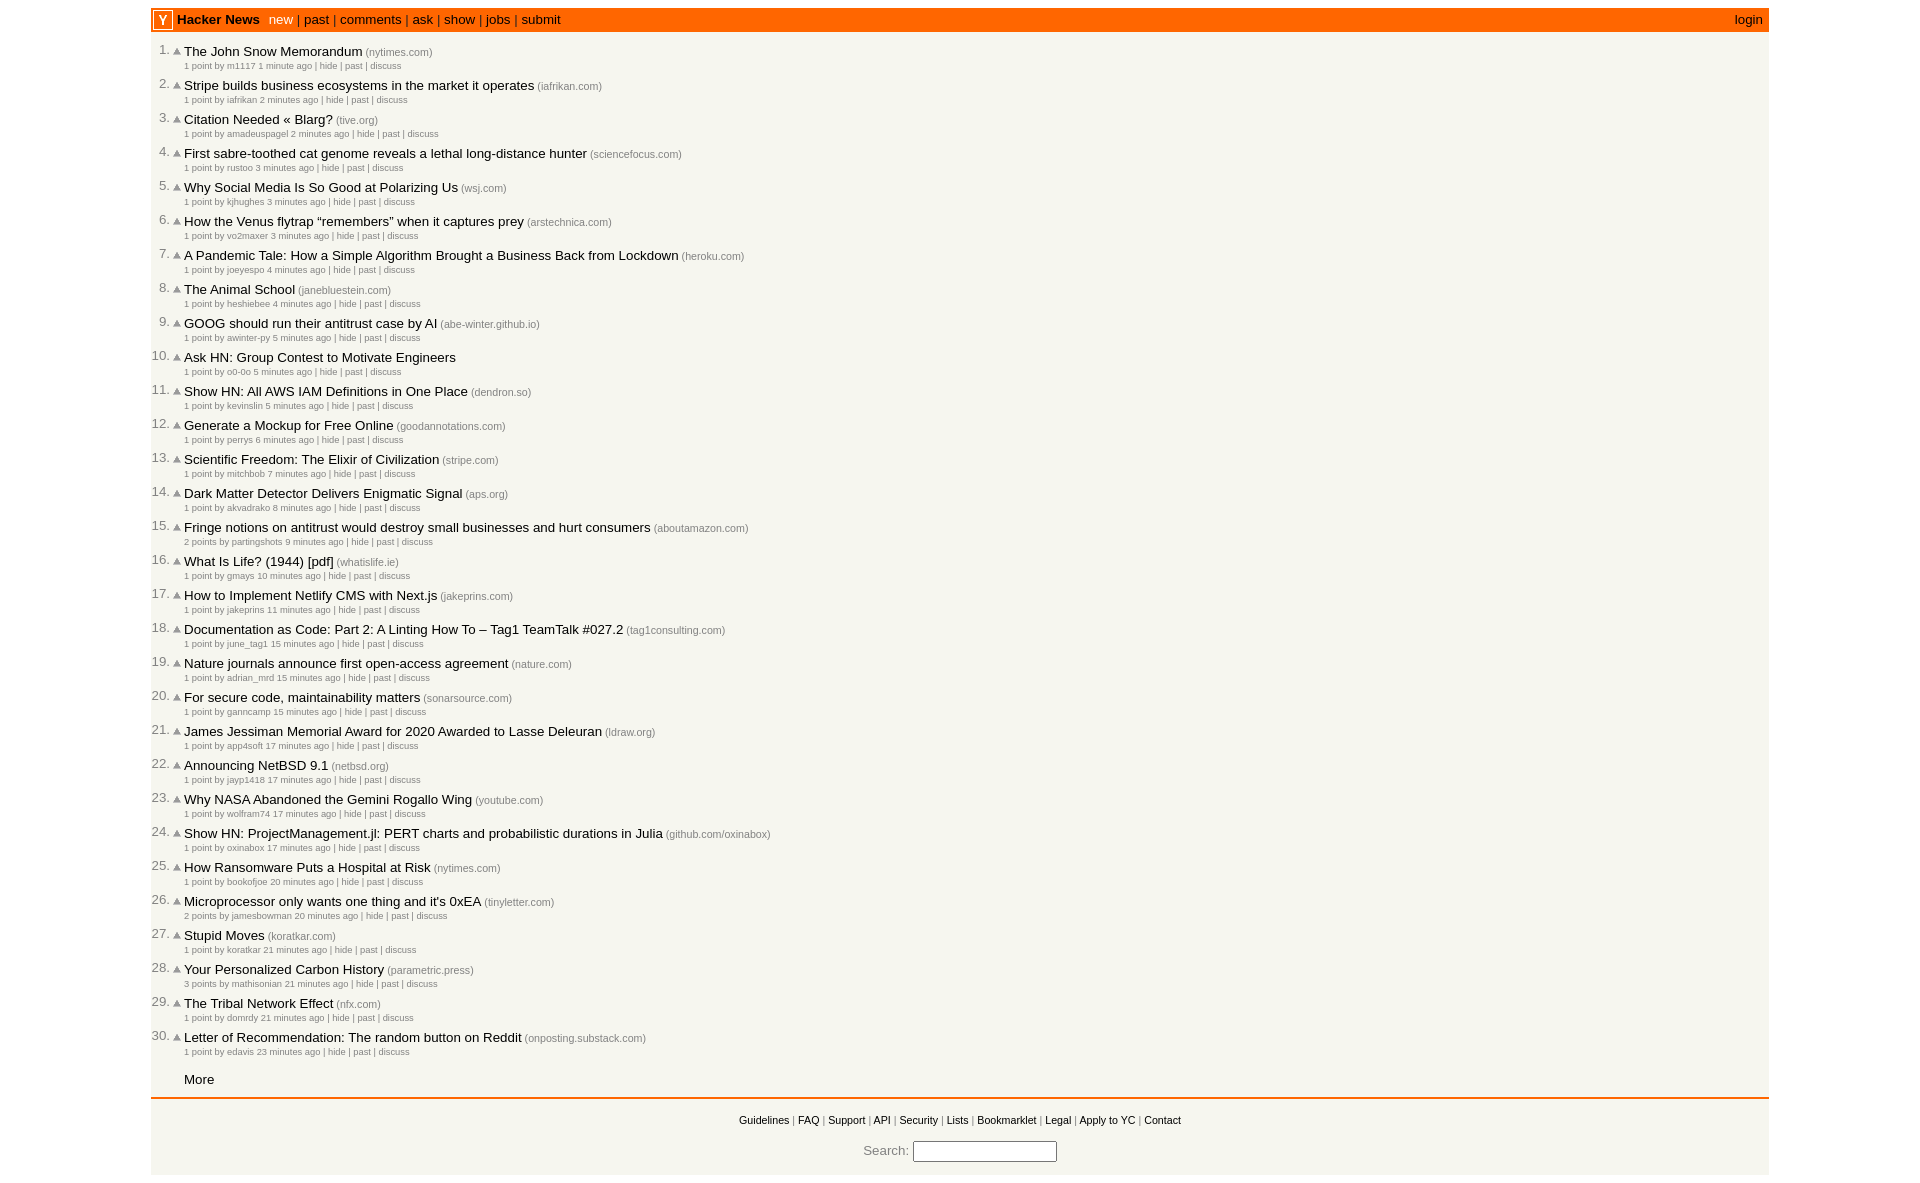 Y Hacker News new | past | comments | ask | show | jobs | submit login
1. The John Snow Memorandum (nytimes.com)
1 point by m1117 1 minute ago | hide | past | discuss
2. Stripe builds business ecosystems in the market it operates (iafrikan.com)
1 point by iafrikan 2 minutes ago | hide | past | discuss
3. Citation Needed « Blarg? (tive.org)
1 point by amadeuspagel 2 minutes ago | hide | past | discuss
4. First sabre-toothed cat genome reveals a lethal long-distance hunter (sciencefocus.com)
1 point by rustoo 3 minutes ago | hide | past | discuss
5. Why Social Media Is So Good at Polarizing Us (wsj.com)
1 point by kjhughes 3 minutes ago | hide | past | discuss
6. How the Venus flytrap “remembers” when it captures prey (arstechnica.com)
1 point by vo2maxer 3 minutes ago | hide | past | discuss
7. A Pandemic Tale: How a Simple Algorithm Brought a Business Back from Lockdown (heroku.com)
1 point by joeyespo 4 minutes ago | hide | past | discuss
8. The Animal School (janebluestein.com)
1 point by heshiebee 4 minutes ago | hide | past | discuss
9. GOOG should run their antitrust case by AI (abe-winter.github.io)
1 point by awinter-py 5 minutes ago | hide | past | discuss
10. Ask HN: Group Contest to Motivate Engineers
1 point by o0-0o 5 minutes ago | hide | past | discuss
11. Show HN: All AWS IAM Definitions in One Place (dendron.so)
1 point by kevinslin 5 minutes ago | hide | past | discuss
12. Generate a Mockup for Free Online (goodannotations.com)
1 point by perrys 6 minutes ago | hide | past | discuss
13. Scientific Freedom: The Elixir of Civilization (stripe.com)
1 point by mitchbob 7 minutes ago | hide | past | discuss
14. Dark Matter Detector Delivers Enigmatic Signal (aps.org)
1 point by akvadrako 8 minutes ago | hide | past | discuss
15. Fringe notions on antitrust would destroy small businesses and hurt consumers (aboutamazon.com)
2 points by partingshots 9 minutes ago | hide | past | discuss
16. What Is Life? (1944) [pdf] (whatislife.ie)
1 point by gmays 10 minutes ago | hide | past | discuss
17. How to Implement Netlify CMS with Next.js (jakeprins.com)
1 point by jakeprins 11 minutes ago | hide | past | discuss
18. Documentation as Code: Part 2: A Linting How To – Tag1 TeamTalk #027.2 (tag1consulting.com)
1 point by june_tag1 15 minutes ago | hide | past | discuss
19. Nature journals announce first open-access agreement (nature.com)
1 point by adrian_mrd 15 minutes ago | hide | past | discuss
20. For secure code, maintainability matters (sonarsource.com)
1 point by ganncamp 15 minutes ago | hide | past | discuss
21. James Jessiman Memorial Award for 2020 Awarded to Lasse Deleuran (ldraw.org)
1 point by app4soft 17 minutes ago | hide | past | discuss
22. Announcing NetBSD 9.1 (netbsd.org)
1 point by jayp1418 17 minutes ago | hide | past | discuss
23. Why NASA Abandoned the Gemini Rogallo Wing (youtube.com)
1 point by wolfram74 17 minutes ago | hide | past | discuss
24. Show HN: ProjectManagement.jl: PERT charts and probabilistic durations in Julia (github.com/oxinabox)
1 point by oxinabox 17 minutes ago | hide | past | discuss
25. How Ransomware Puts a Hospital at Risk (nytimes.com)
1 point by bookofjoe 20 minutes ago | hide | past | discuss
26. Microprocessor only wants one thing and it's 0xEA (tinyletter.com)
2 points by jamesbowman 20 minutes ago | hide | past | discuss
27. Stupid Moves (koratkar.com)
1 point by koratkar 21 minutes ago | hide | past | discuss
28. Your Personalized Carbon History (parametric.press)
3 points by mathisonian 21 minutes ago | hide | past | discuss
29. The Tribal Network Effect (nfx.com)
1 point by domrdy 21 minutes ago | hide | past | discuss
30. Letter of Recommendation: The random button on Reddit (onposting.substack.com)
1 point by edavis 23 minutes ago | hide | past | discuss
More
Guidelines | FAQ | Support | API | Security | Lists | Bookmarklet | Legal | Apply to YC | Contact
Search: